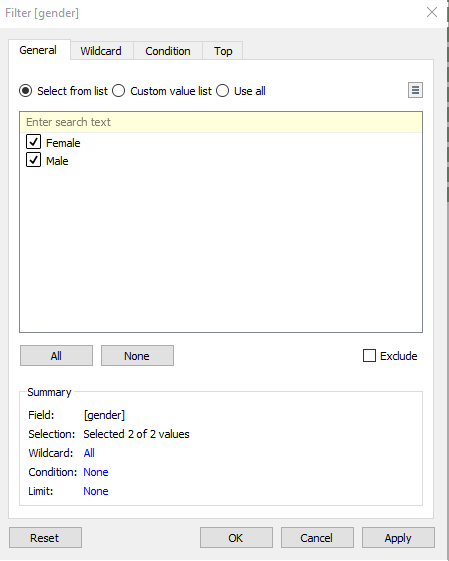 Filter [gender]
General Wildcard Condition Top
Select from list Custom value list Use all
Enter search text
Female
Male
All None Exclude
Summary
Field: [gender]
Selection: Selected 2 of 2 values
Wildcard: All
Condition: None
Limit: None
Reset OK Cancel Apply